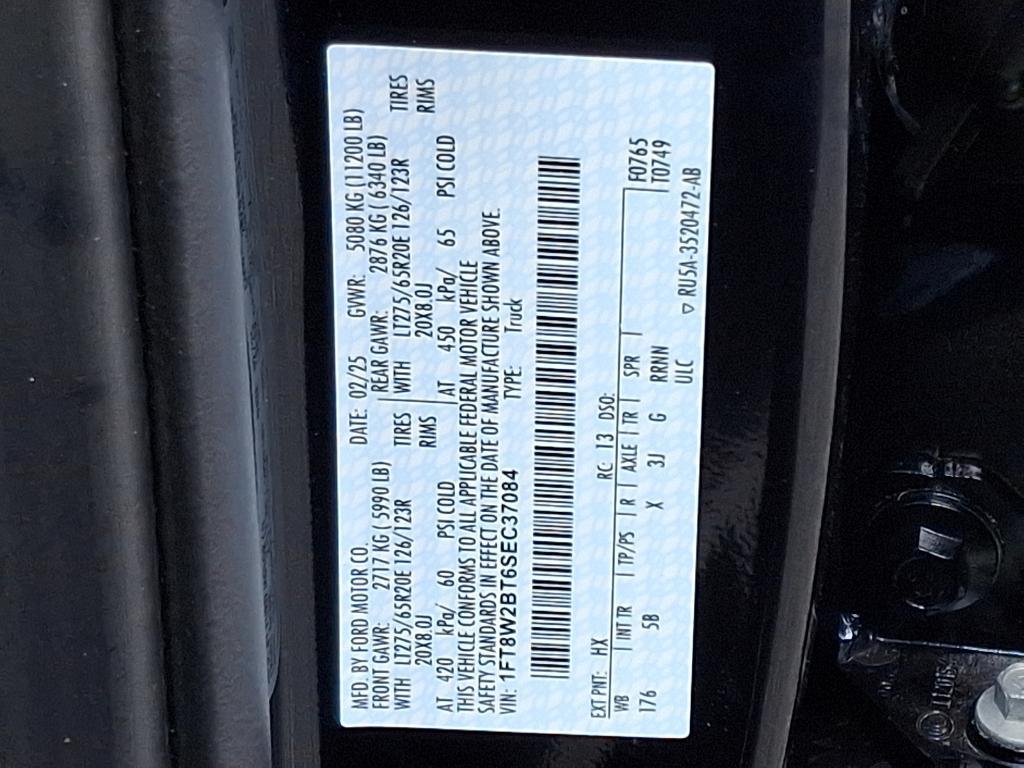 MFD. BY FORD MOTOR CO. DATE: 02/25 GVWR: 5080 KG (11200 LB)
FRONT GAWR: 2717 KG ( 5990 LB) REAR GAWR: 2876 KG ( 6340 LB)
WITH LT275/65R20E 126/123R TIRES WITH LT275/65R20E 126/123R TIRES
20X8.0J RIMS 20X8.0J RIMS
AT 420 kPa/ 60 PSI COLD AT 450 kPa/ 65 PSI COLD
THIS VEHICLE CONFORMS TO ALL APPLICABLE FEDERAL MOTOR VEHICLE
SAFETY STANDARDS IN EFFECT ON THE DATE OF MANUFACTURE SHOWN ABOVE.
VIN: 1FT8W2BT6SEC37084 TYPE: Truck
EXT PNT: HX RC: 13 DSO:
WB | INT TR | TP/PS | R | AXLE | TR | SPR | F0765
176 5B X 3J G RRNN T0749
ULC ▽ RU5A-3520472-AB